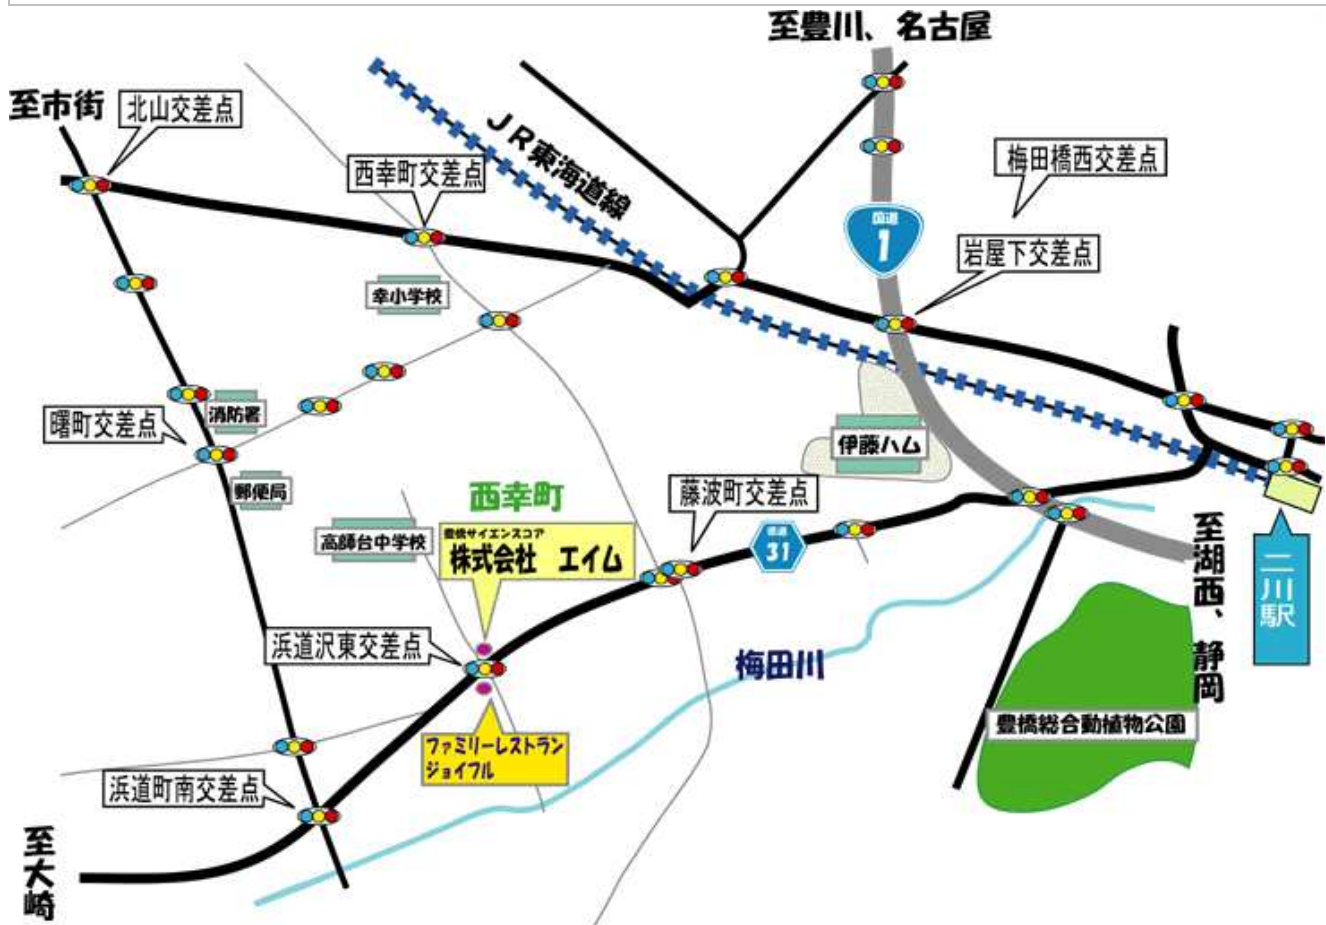 至豊川、名古屋
至市街
北山交差点
西幸町交差点
JR東海道線
梅田橋西交差点
国道
1
岩屋下交差点
幸小学校
消防署
曙町交差点
伊藤ハム
郵便局
西幸町
藤波町交差点
高師台中学校
豊橋サイエンスコア
株式会社 エイム
県道
31
至湖西、静岡
二川駅
浜道沢東交差点
梅田川
豊橋総合動植物公園
ファミリーレストラン
ジョイフル
浜道町南交差点
至大崎